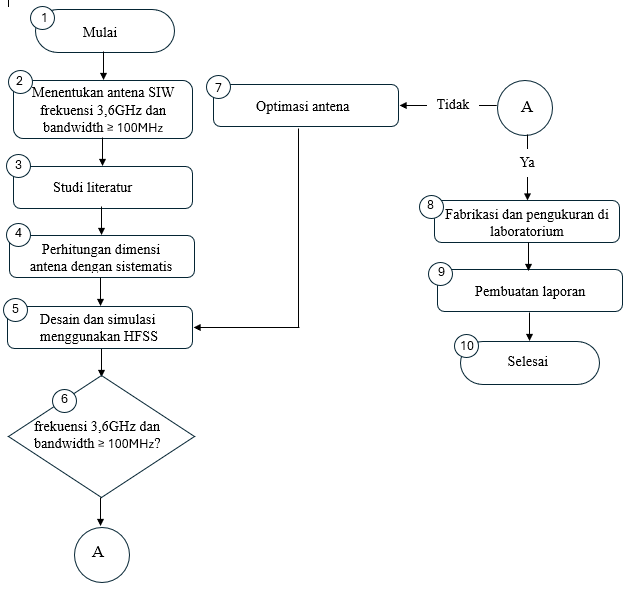 1
Mulai
2
Menentukan antena SIW
frekuensi 3,6GHz dan
bandwidth ≥ 100MHz
3
Studi literatur
4
Perhitungan dimensi
antena dengan sistematis
5
Desain dan simulasi
menggunakan HFSS
6
frekuensi 3,6GHz dan
bandwidth ≥ 100MHz?
A
7
Optimasi antena
Tidak
A
Ya
8
Fabrikasi dan pengukuran di
laboratorium
9
Pembuatan laporan
10
Selesai